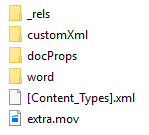 _rels
customXml
docProps
word
[Content_Types].xml
extra.mov